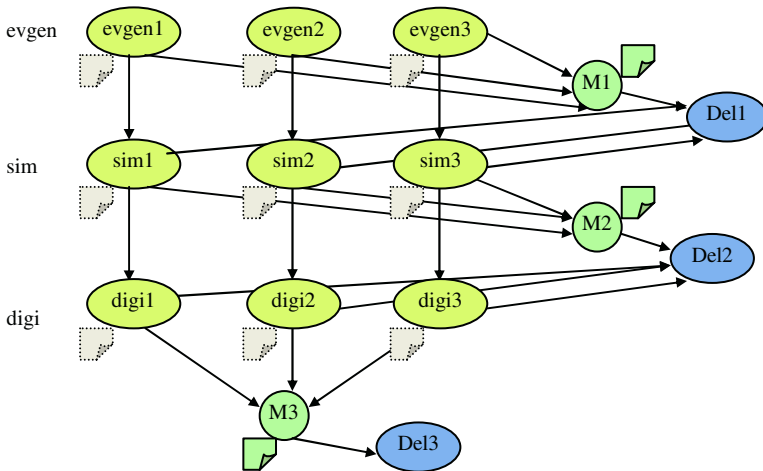 evgen
evgen1
evgen2
evgen3
M1
Del1
sim
sim1
sim2
sim3
M2
Del2
digi
digi1
digi2
digi3
M3
Del3